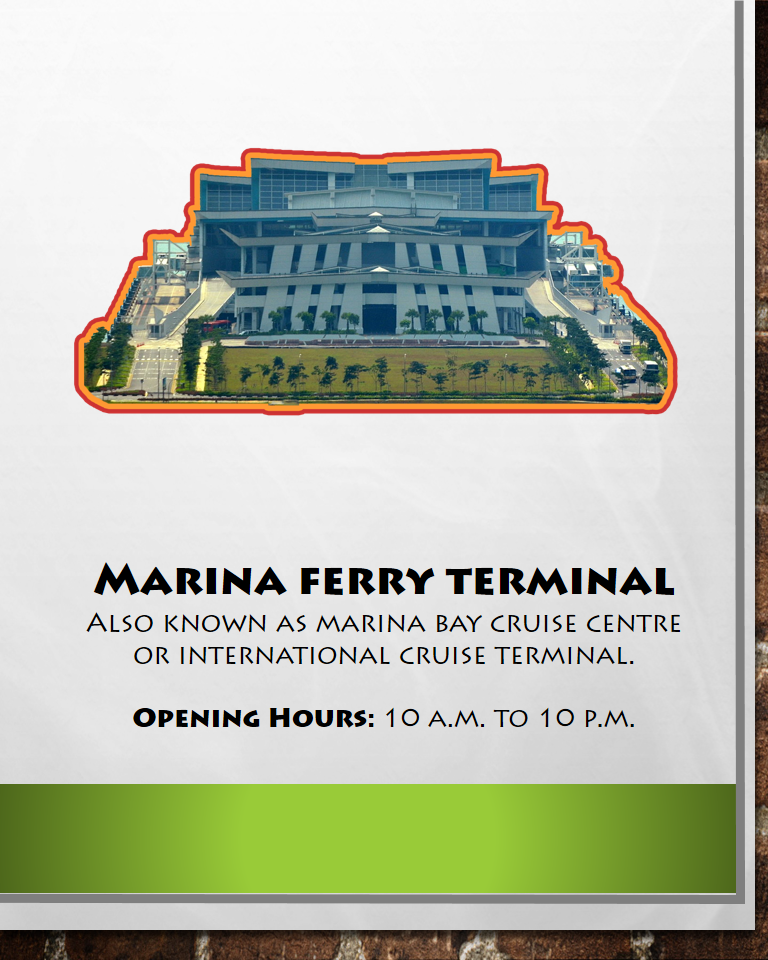 Marina ferry terminal
Also known as marina bay cruise centre
or international cruise terminal.
Opening Hours: 10 a.m. to 10 p.m.